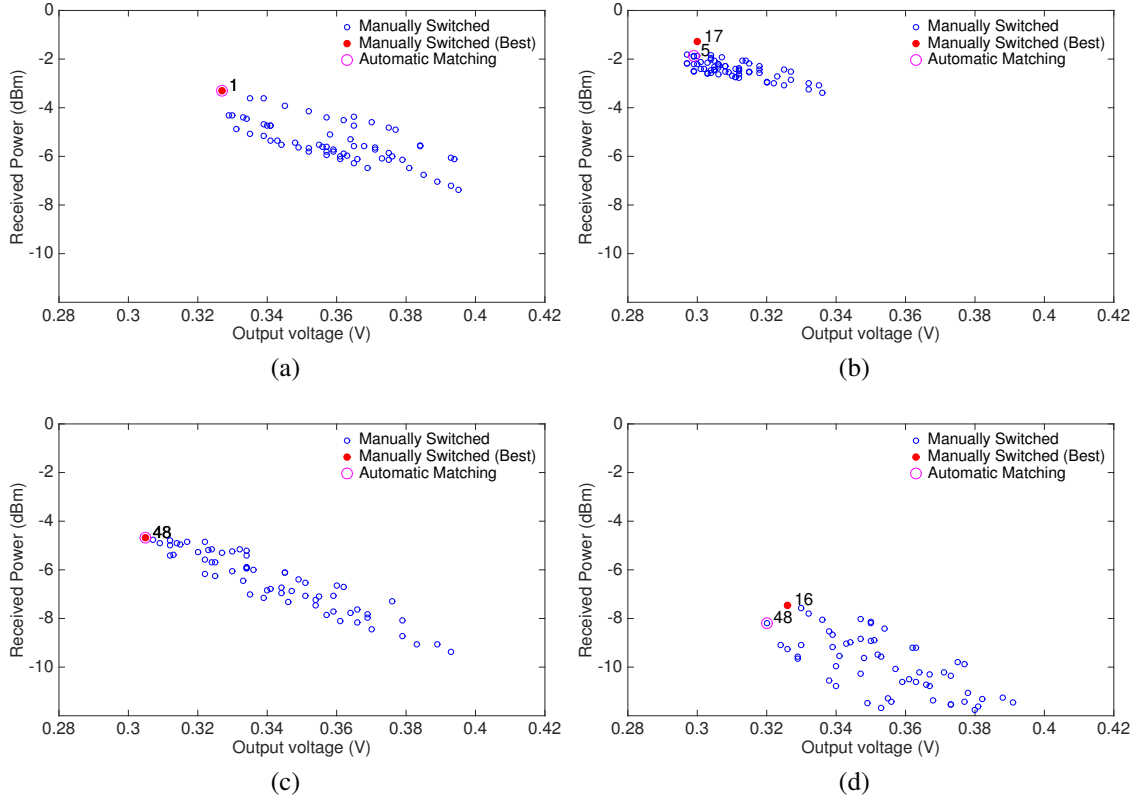 0
-2
-4
-6
-8
-10
Received Power (dBm)
0.28 0.3 0.32 0.34 0.36 0.38 0.4 0.42
Output voltage (V)
Manually Switched
Manually Switched (Best)
Automatic Matching
1
(a)
0
-2
-4
-6
-8
-10
Received Power (dBm)
0.28 0.3 0.32 0.34 0.36 0.38 0.4 0.42
Output voltage (V)
Manually Switched
Manually Switched (Best)
Automatic Matching
17
5
(b)
0
-2
-4
-6
-8
-10
Received Power (dBm)
0.28 0.3 0.32 0.34 0.36 0.38 0.4 0.42
Output voltage (V)
Manually Switched
Manually Switched (Best)
Automatic Matching
48
(c)
0
-2
-4
-6
-8
-10
Received Power (dBm)
0.28 0.3 0.32 0.34 0.36 0.38 0.4 0.42
Output voltage (V)
Manually Switched
Manually Switched (Best)
Automatic Matching
16
48
(d)